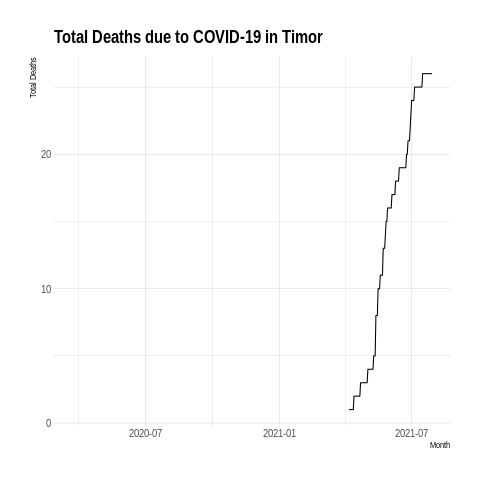 Total Deaths due to COVID-19 in Timor
Total Deaths
20
10
0
2020-07 2021-01 2021-07
Month